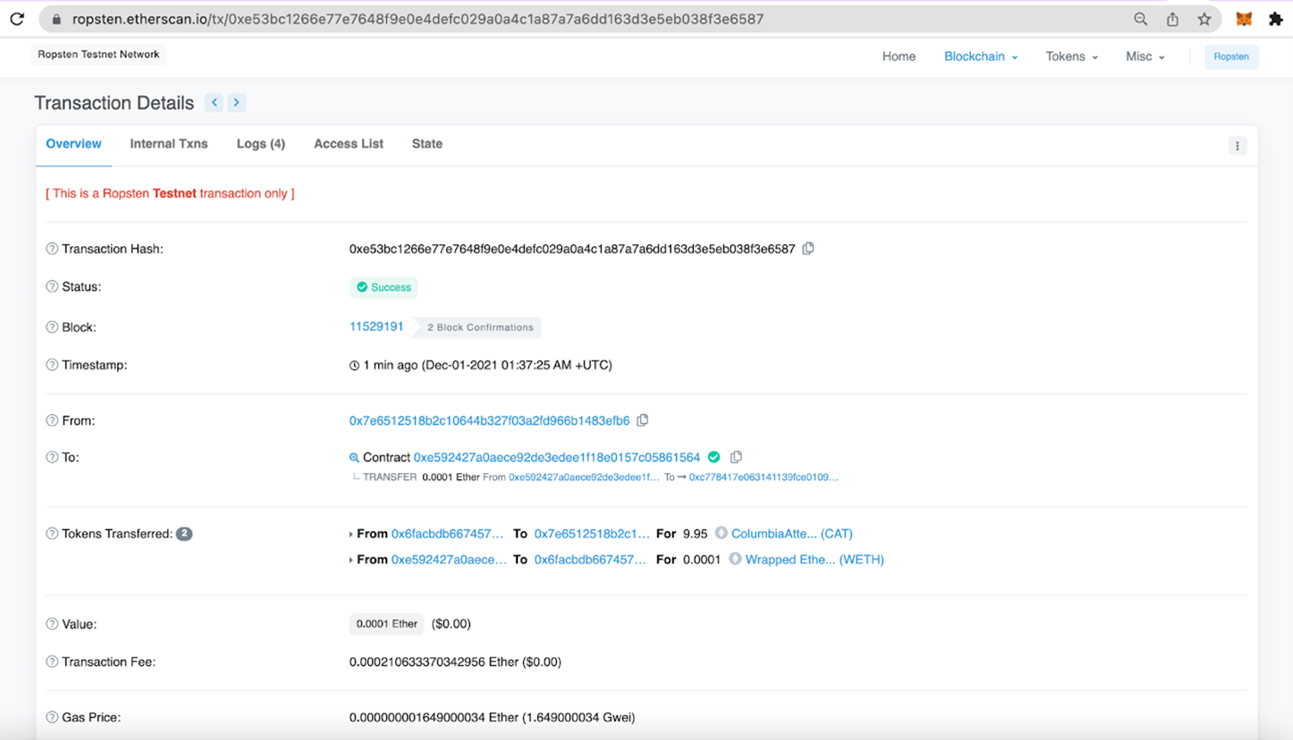 ropsten.etherscan.io/tx/0xe53bc1266e77e7648f9e0e4defc029a0a4c1a87a7a6dd163d3e5eb038f3e6587
Ropsten Testnet Network
Home Blockchain Tokens Misc Ropsten
Transaction Details
Overview Internal Txns Logs (4) Access List State
[ This is a Ropsten Testnet transaction only ]
Transaction Hash: 0xe53bc1266e77e7648f9e0e4defc029a0a4c1a87a7a6dd163d3e5eb038f3e6587
Status: Success
Block: 11529191 2 Block Confirmations
Timestamp: 1 min ago (Dec-01-2021 01:37:25 AM +UTC)
From: 0x7e6512518b2c10644b327f03a2fd966b1483efb6
To: Contract 0xe592427a0aece92de3edee1f18e0157c05861564
TRANSFER 0.0001 Ether From 0xe592427a0aece92de3edee1f... To → 0xc778417e063141139fce0109...
Tokens Transferred: 2 From 0x6facbdb667457... To 0x7e6512518b2c1... For 9.95 ColumbiaAtte... (CAT)
From 0xe592427a0aece... To 0x6facbdb667457... For 0.0001 Wrapped Ethe... (WETH)
Value: 0.0001 Ether ($0.00)
Transaction Fee: 0.000210633370342956 Ether ($0.00)
Gas Price: 0.000000001649000034 Ether (1.649000034 Gwei)